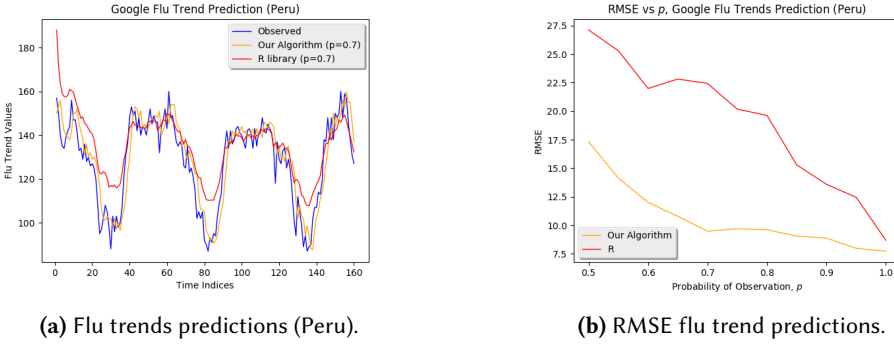 Google Flu Trend Prediction (Peru)
Observed
Our Algorithm (p=0.7)
R library (p=0.7)
Flu Trend Values
180
160
140
120
100
0 20 40 60 80 100 120 140 160
Time Indices
(a) Flu trends predictions (Peru).
RMSE vs p, Google Flu Trends Prediction (Peru)
RMSE
27.5
25.0
22.5
20.0
17.5
15.0
12.5
10.0
7.5
Our Algorithm
R
0.5 0.6 0.7 0.8 0.9 1.0
Probability of Observation, p
(b) RMSE flu trend predictions.